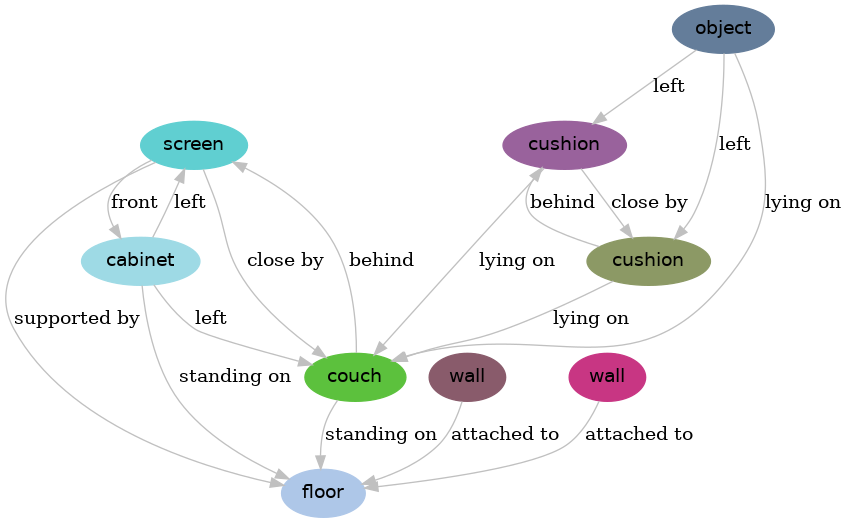 object
left
screen
cushion
front
left
behind
close by
left
lying on
cabinet
close by
behind
lying on
cushion
supported by
left
lying on
standing on
couch
wall
wall
standing on
attached to
attached to
floor